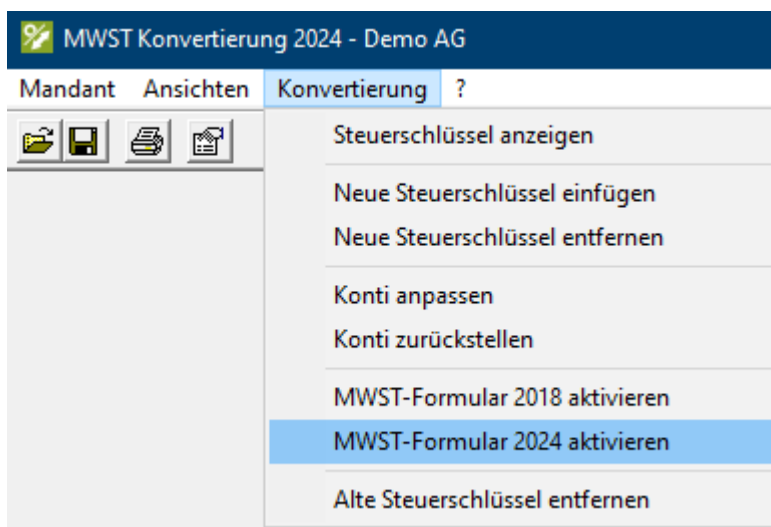 MWST Konvertierung 2024 - Demo AG
Mandant Ansichten Konvertierung ?
Steuerschlüssel anzeigen
Neue Steuerschlüssel einfügen
Neue Steuerschlüssel entfernen
Konti anpassen
Konti zurückstellen
MWST-Formular 2018 aktivieren
MWST-Formular 2024 aktivieren
Alte Steuerschlüssel entfernen